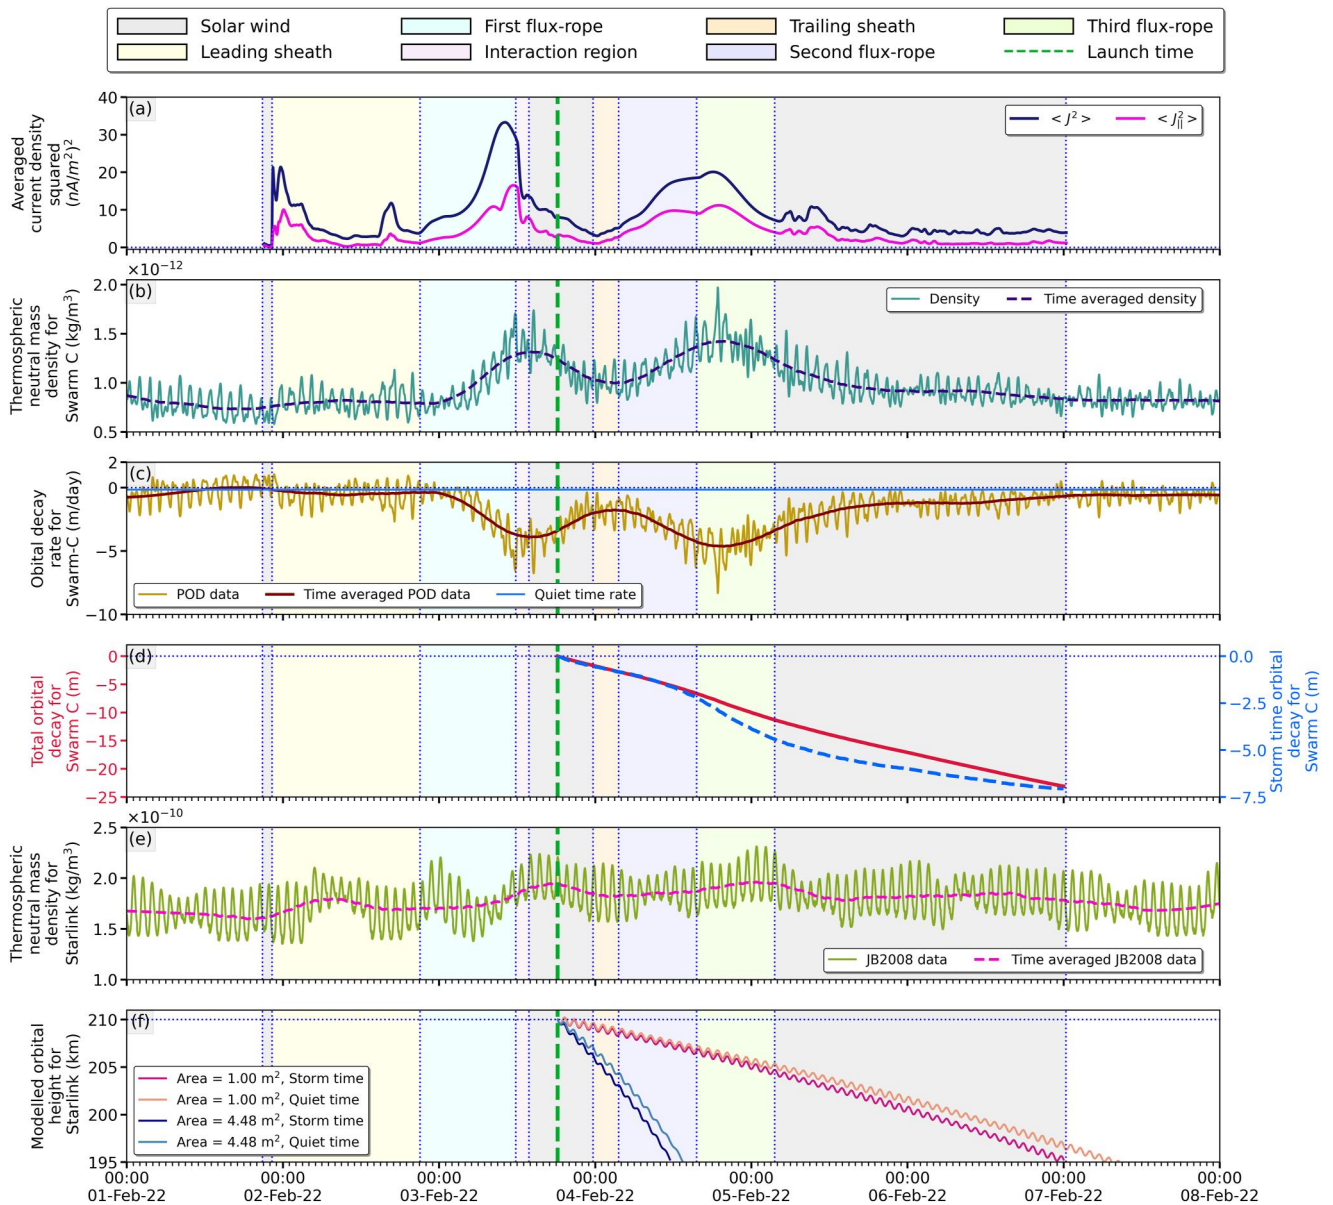 Solar wind
First flux-rope
Trailing sheath
Third flux-rope
Leading sheath
Interaction region
Second flux-rope
Launch time
(a)
Averaged
current density
squared
(nA/m²)²
40
30
20
10
0
< J² >
< J²|| >
×10⁻¹²
(b)
Thermospheric
neutral mass
density for
Swarm C (kg/m³)
2.0
1.5
1.0
0.5
Density
Time averaged density
(c)
Obital decay
rate for
Swarm-C (m/day)
2
0
−5
−10
POD data
Time averaged POD data
Quiet time rate
(d)
Total orbital
decay for
Swarm C (m)
0
−5
−10
−15
−20
−25
0.0
−2.5
−5.0
−7.5
Storm time orbital
decay for
Swarm C (m)
×10⁻¹⁰
(e)
Thermospheric
neutral mass
density for
Starlink (kg/m³)
2.5
2.0
1.5
1.0
JB2008 data
Time averaged JB2008 data
(f)
Modelled orbital
height for
Starlink (km)
210
205
200
195
Area = 1.00 m², Storm time
Area = 1.00 m², Quiet time
Area = 4.48 m², Storm time
Area = 4.48 m², Quiet time
00:00 00:00 00:00 00:00 00:00 00:00 00:00 00:00
01-Feb-22 02-Feb-22 03-Feb-22 04-Feb-22 05-Feb-22 06-Feb-22 07-Feb-22 08-Feb-22